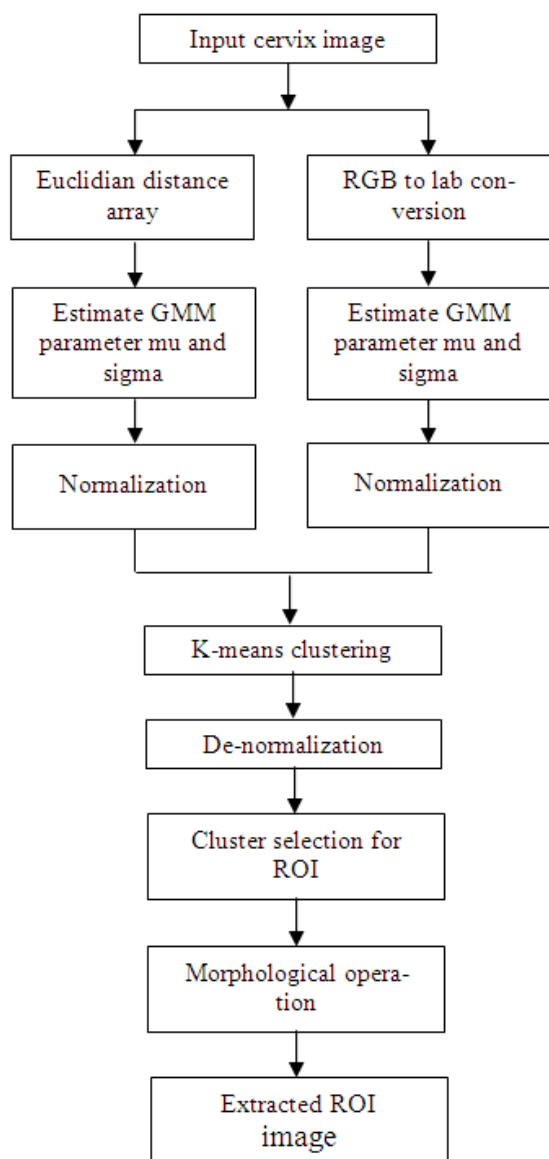 Input cervix image
Euclidian distance
array
RGB to lab con-
version
Estimate GMM
parameter mu and
sigma
Estimate GMM
parameter mu and
sigma
Normalization
Normalization
K-means clustering
De-normalization
Cluster selection for
ROI
Morphological opera-
tion
Extracted ROI
image